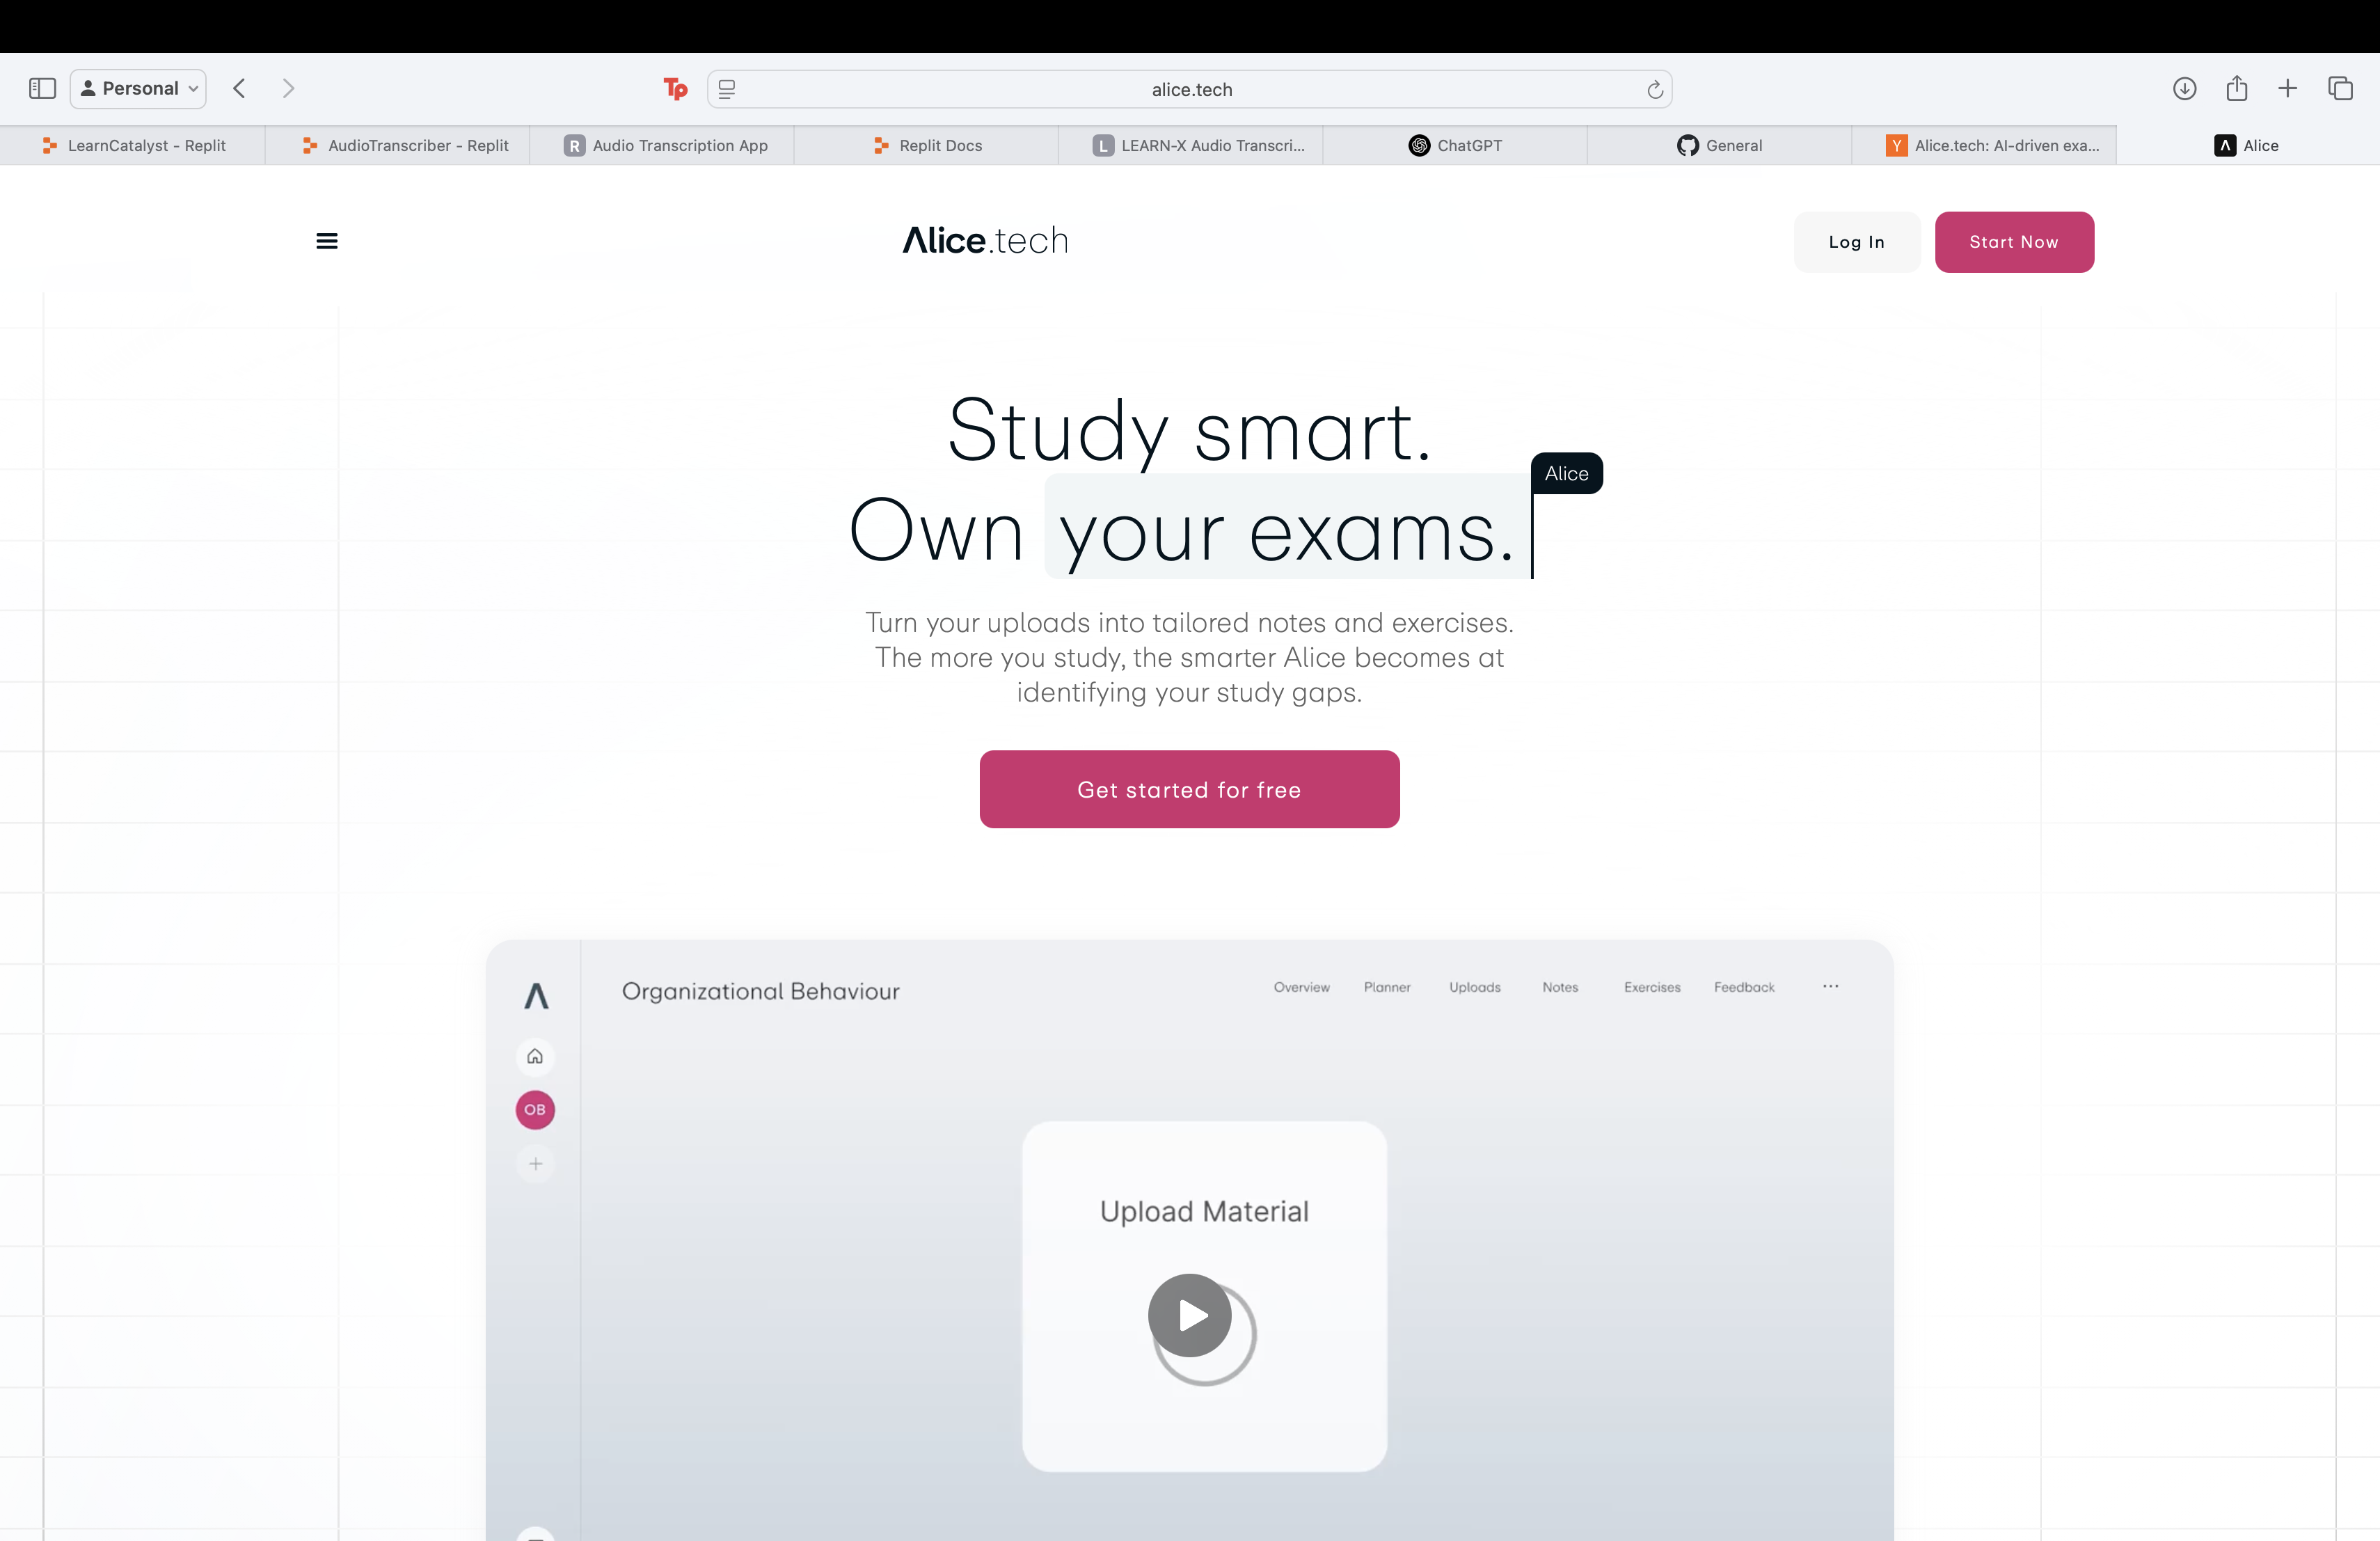 Personal
Tp
alice.tech
LearnCatalyst - Replit
AudioTranscriber - Replit
R Audio Transcription App
Replit Docs
L LEARN-X Audio Transcri...
ChatGPT
General
Y Alice.tech: AI-driven exa...
Alice
Alice.tech
Log In
Start Now
Study smart.
Own your exams.
Alice
Turn your uploads into tailored notes and exercises.
The more you study, the smarter Alice becomes at
identifying your study gaps.
Get started for free
Organizational Behaviour
Overview
Planner
Uploads
Notes
Exercises
Feedback
OB
Upload Material